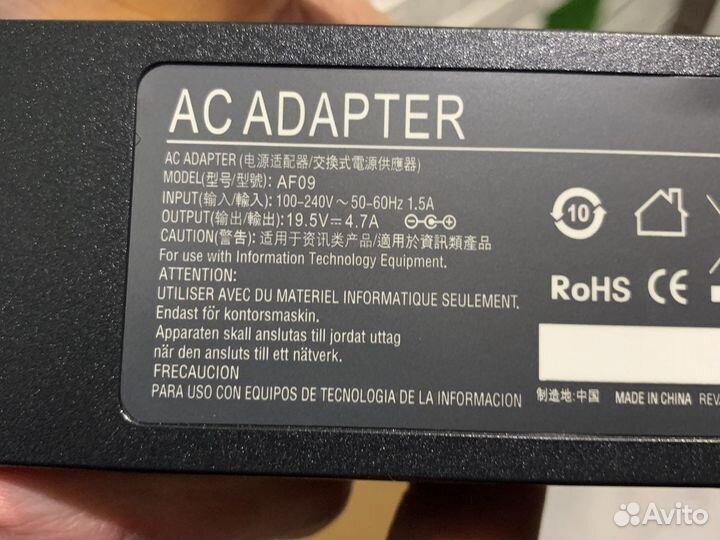 AC ADAPTER
AC ADAPTER (电源适配器/交換式電源供應器)
MODEL(型号/型號): AF09
INPUT(输入/輸入): 100-240V ~ 50-60Hz 1.5A
OUTPUT(输出/輸出): 19.5V⎓4.7A
CAUTION(警告): 适用于资讯类产品/適用於資訊類產品
For use with Information Technology Equipment.
ATTENTION:
UTILISER AVEC DU MATERIEL INFORMATIQUE SEULEMENT.
Endast för kontorsmaskin.
Apparaten skall anslutas till jordat uttag
när den ansluts till ett nätverk.
FRECAUCION
PARA USO CON EQUIPOS DE TECNOLOGIA DE LA INFORMACION
10
RoHS CE
制造地:中国 MADE IN CHINA REV
Avito